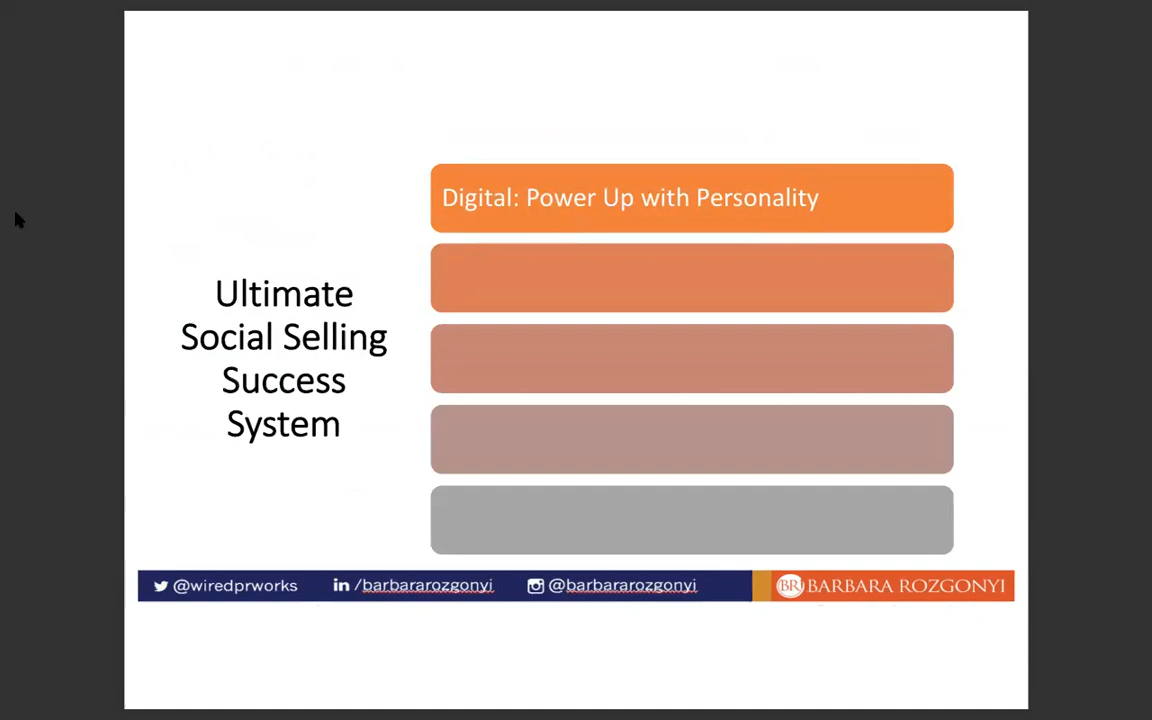 Digital: Power Up with Personality
Ultimate
Social Selling
Success
System
@wiredprworks in /barbararozgonyi @barbararozgonyi BR BARBARA ROZGONYI